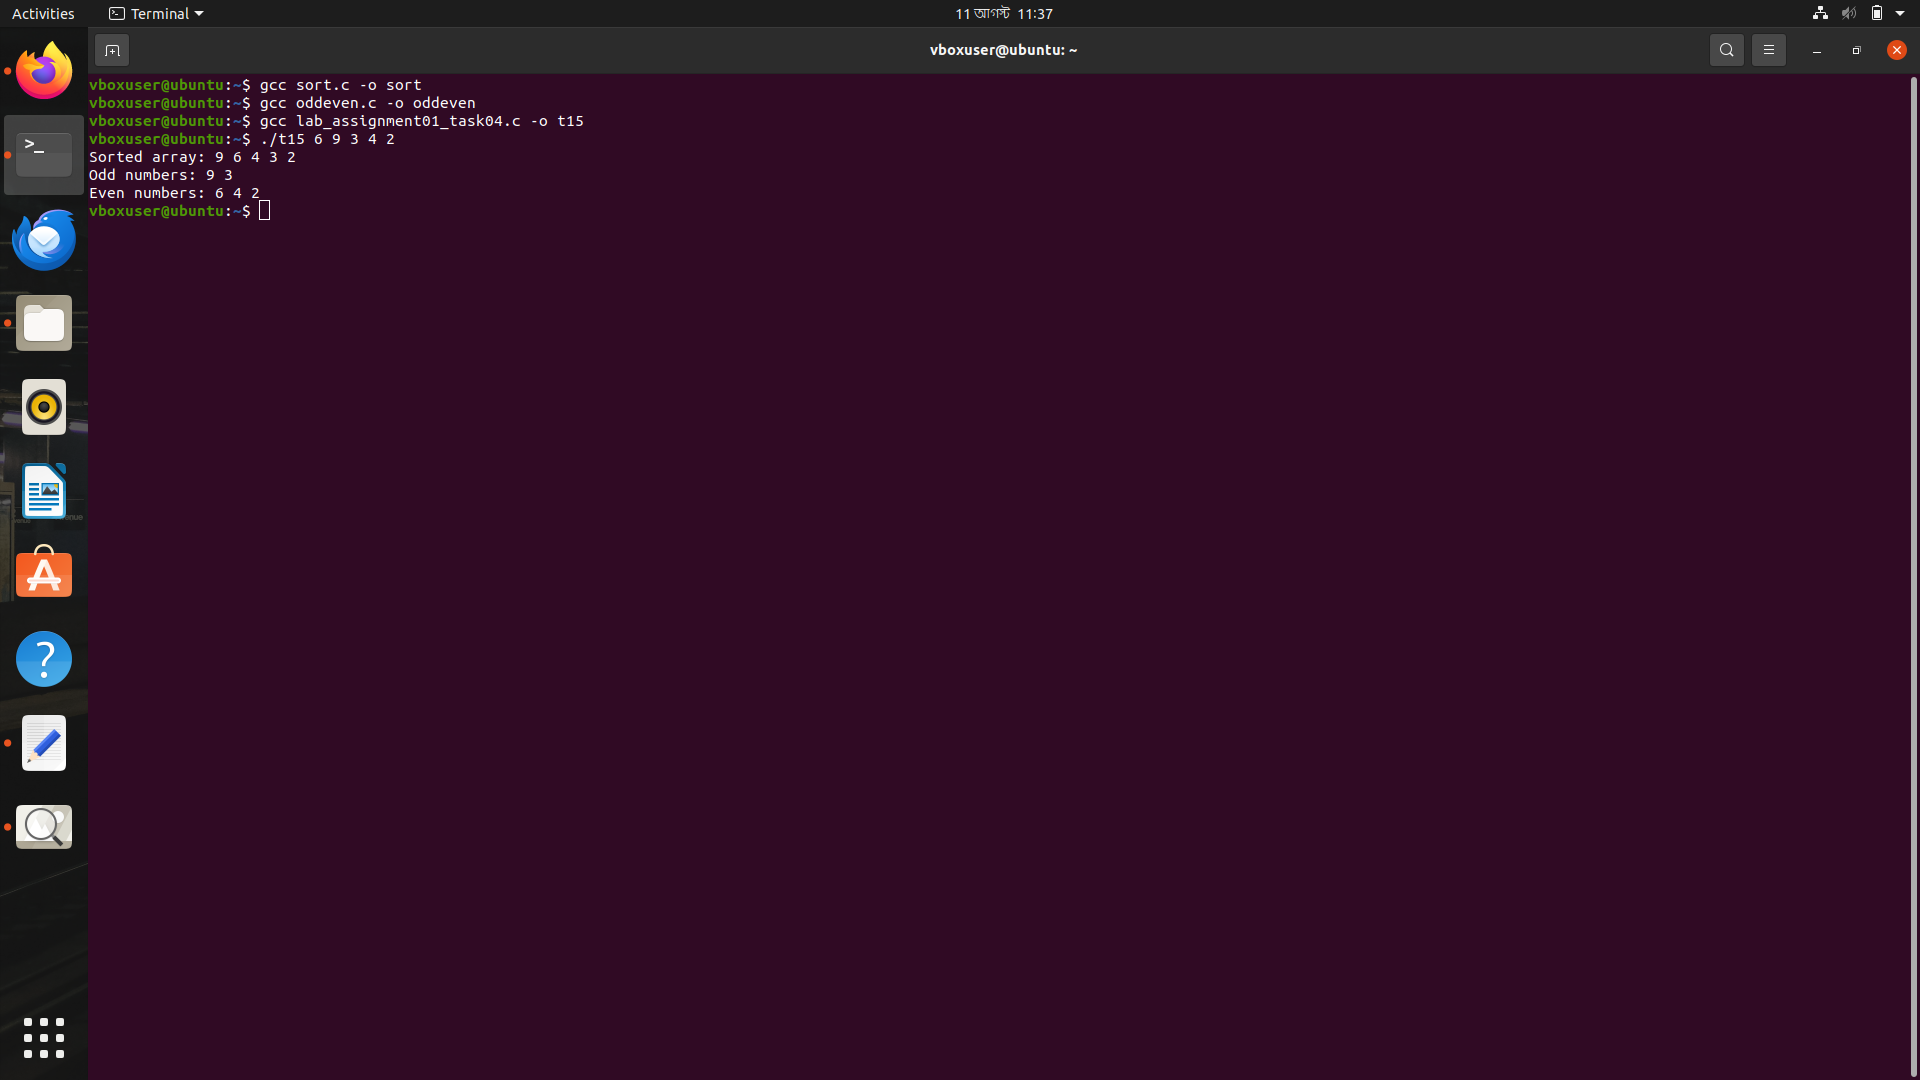 Activities
Terminal
11 আগস্ট 11:37
vboxuser@ubuntu: ~
vboxuser@ubuntu:~$ gcc sort.c -o sort
vboxuser@ubuntu:~$ gcc oddeven.c -o oddeven
vboxuser@ubuntu:~$ gcc lab_assignment01_task04.c -o t15
vboxuser@ubuntu:~$ ./t15 6 9 3 4 2
Sorted array: 9 6 4 3 2
Odd numbers: 9 3
Even numbers: 6 4 2
vboxuser@ubuntu:~$